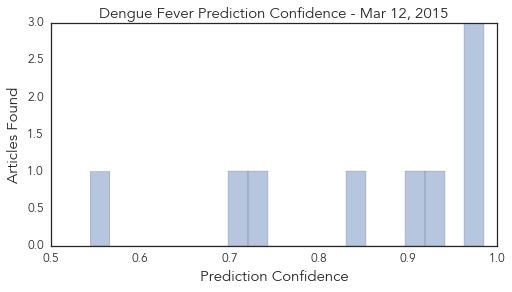 Dengue Fever Prediction Confidence - Mar 12, 2015
3.0
2.5
2.0
1.5
1.0
0.5
0.0
Articles Found
0.5 0.6 0.7 0.8 0.9 1.0
Prediction Confidence